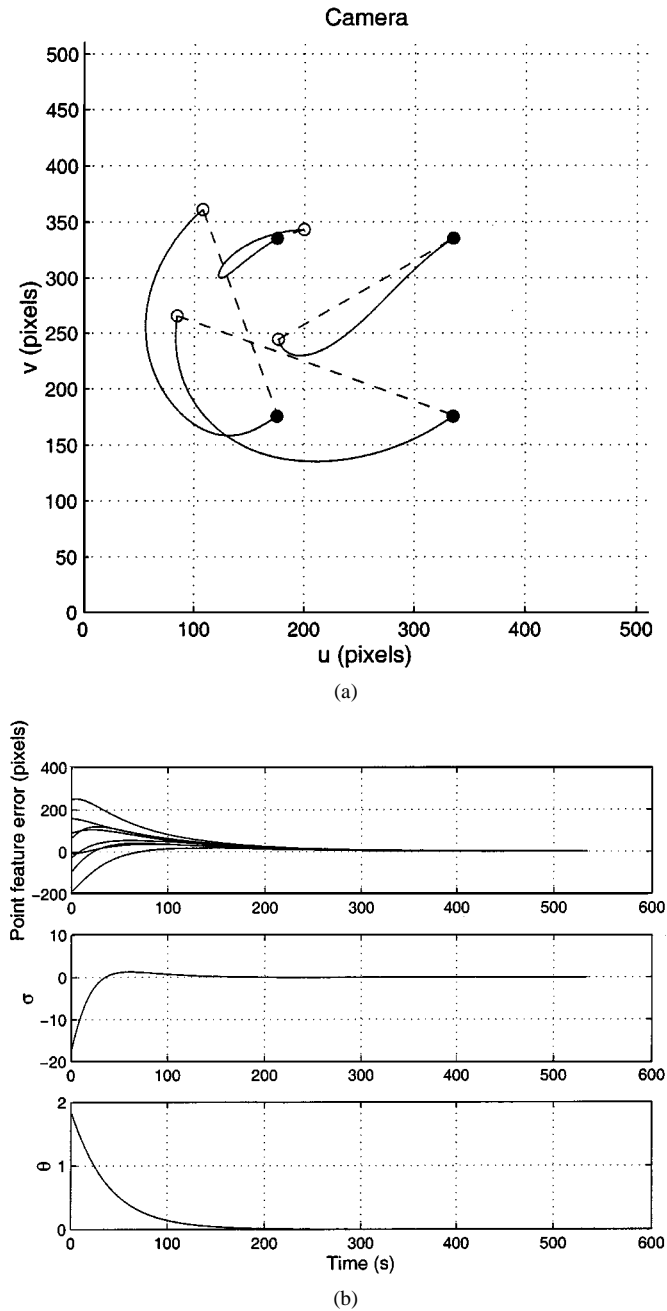 Camera
500
450
400
350
300
250
200
150
100
50
0
v (pixels)
0 100 200 300 400 500
u (pixels)
(a)
Point feature error (pixels)
400
200
0
−200
0 100 200 300 400 500 600
σ
10
0
−10
−20
0 100 200 300 400 500 600
θ
2
1
0
0 100 200 300 400 500 600
Time (s)
(b)